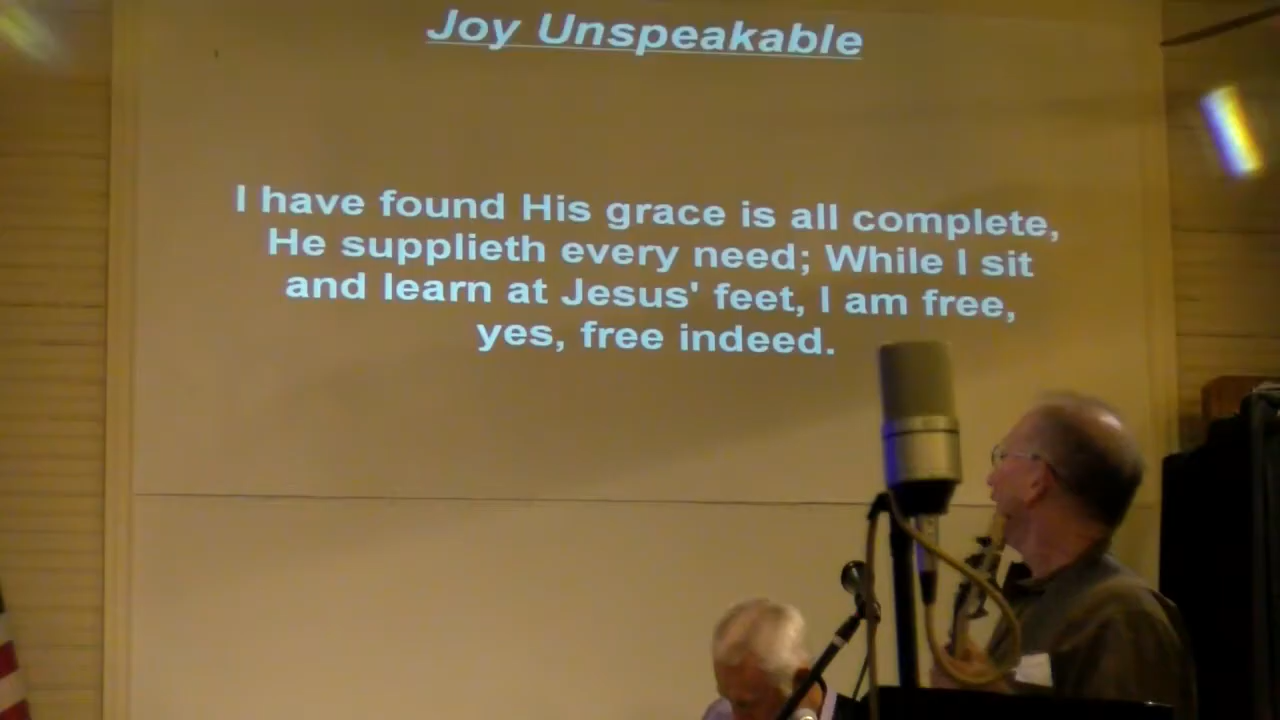 Joy Unspeakable
I have found His grace is all complete,
He supplieth every need; While I sit
and learn at Jesus' feet, I am free,
yes, free indeed.